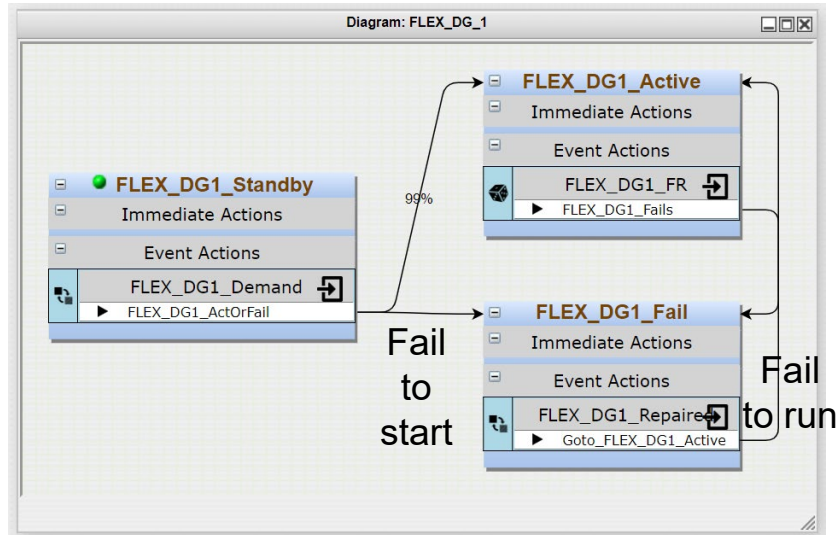 Diagram: FLEX_DG_1
FLEX_DG1_Standby
Immediate Actions
Event Actions
FLEX_DG1_Demand
FLEX_DG1_ActOrFail
99%
FLEX_DG1_Active
Immediate Actions
Event Actions
FLEX_DG1_FR
FLEX_DG1_Fails
Fail
to
start
FLEX_DG1_Fail
Immediate Actions
Event Actions
FLEX_DG1_Repaired
Goto_FLEX_DG1_Active
Fail
to run